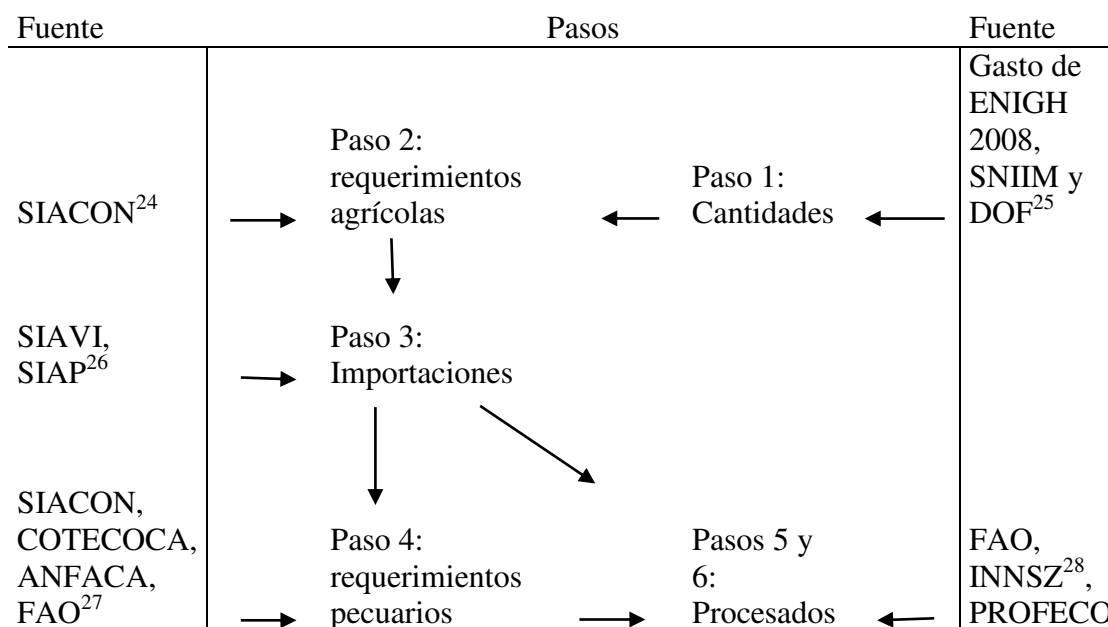 Fuente Pasos Fuente
Gasto de
ENIGH
2008,
SNIIM y
DOF25
Paso 2:
requerimientos
agrícolas
Paso 1:
Cantidades
SIACON24
SIAVI,
SIAP26
Paso 3:
Importaciones
SIACON,
COTECOCA,
ANFACA,
FAO27
Paso 4:
requerimientos
pecuarios
Pasos 5 y
6:
Procesados
FAO,
INNSZ28,
PROFECO